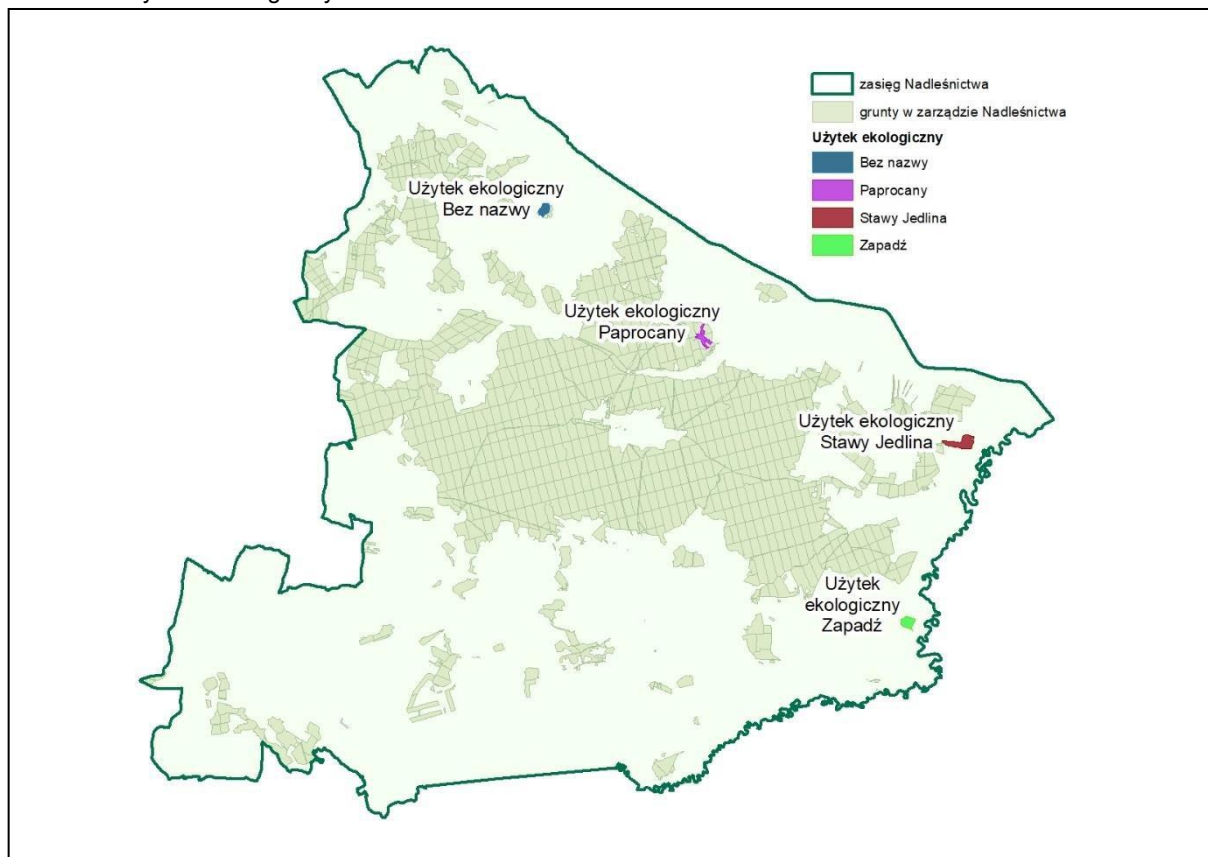 zasięg Nadleśnictwa
grunty w zarządzie Nadleśnictwa
Użytek ekologiczny
Bez nazwy
Paprocany
Stawy Jedlina
Zapadź
Użytek ekologiczny
Bez nazwy
Użytek ekologiczny
Paprocany
Użytek ekologiczny
Stawy Jedlina
Użytek
ekologiczny
Zapadź